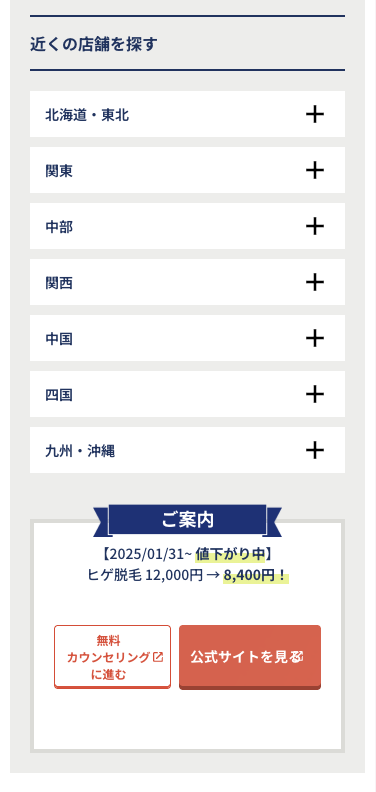 近くの店舗を探す
北海道・東北
関東
中部
関西
中国
四国
九州・沖縄
ご案内
【2025/01/31~ 値下がり中】
ヒゲ脱毛 12,000円 → 8,400円！
無料
カウンセリング
に進む
公式サイトを見る